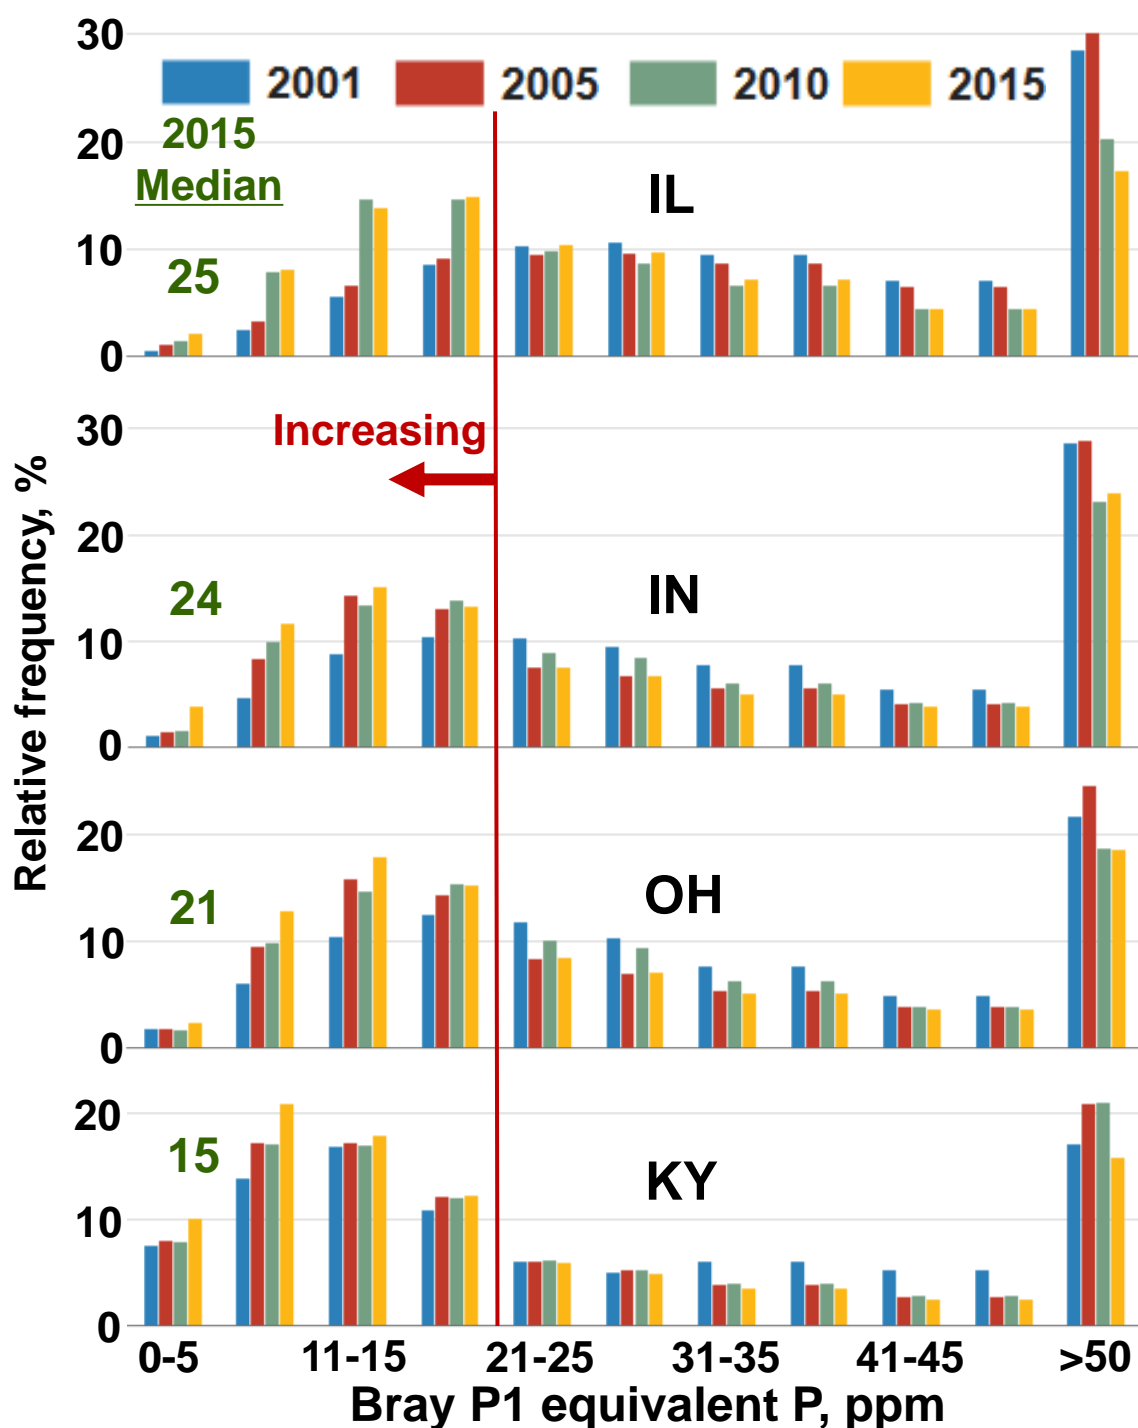 30
2001 2005 2010 2015
2015
Median
20
IL
10
25
0
30
Increasing
20
24
IN
10
0
Relative frequency, %
20
21
OH
10
0
20
15
KY
10
0
0-5 11-15 21-25 31-35 41-45 >50
Bray P1 equivalent P, ppm